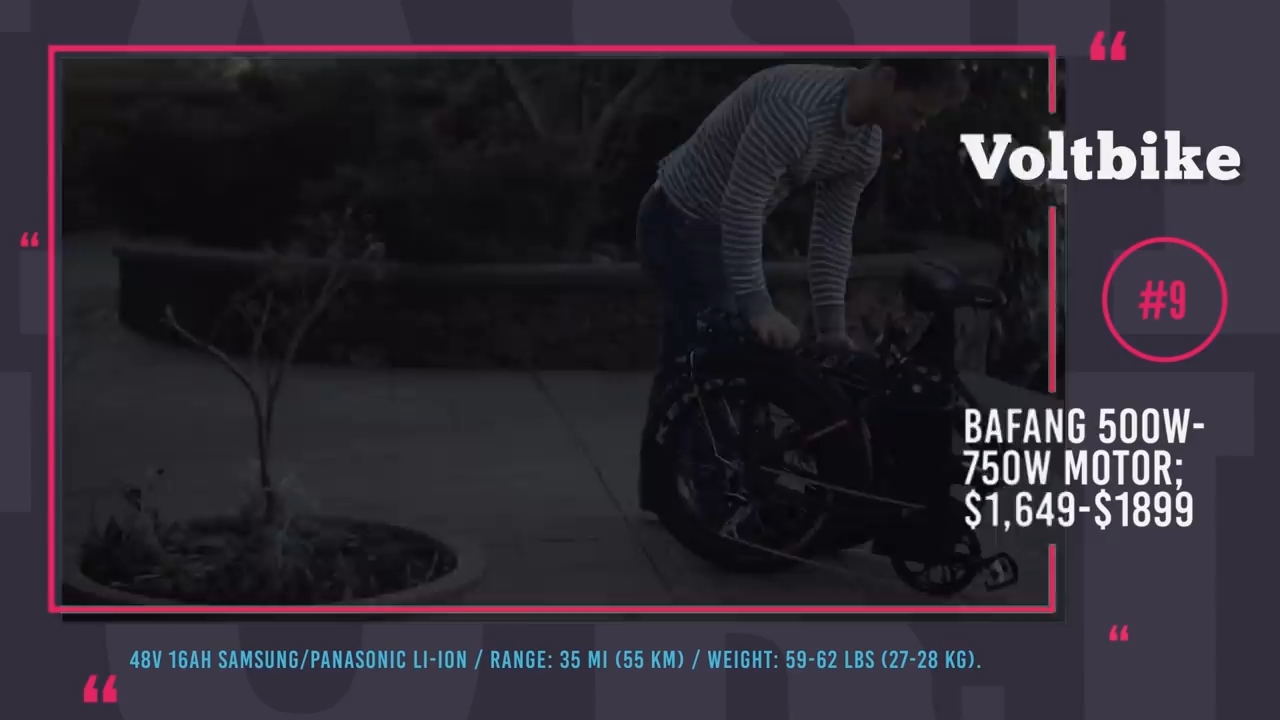 Voltbike
#9
BAFANG 500W-
750W MOTOR;
$1,649-$1899
48V 16AH SAMSUNG/PANASONIC LI-ION / RANGE: 35 MI (55 KM) / WEIGHT: 59-62 LBS (27-28 KG).